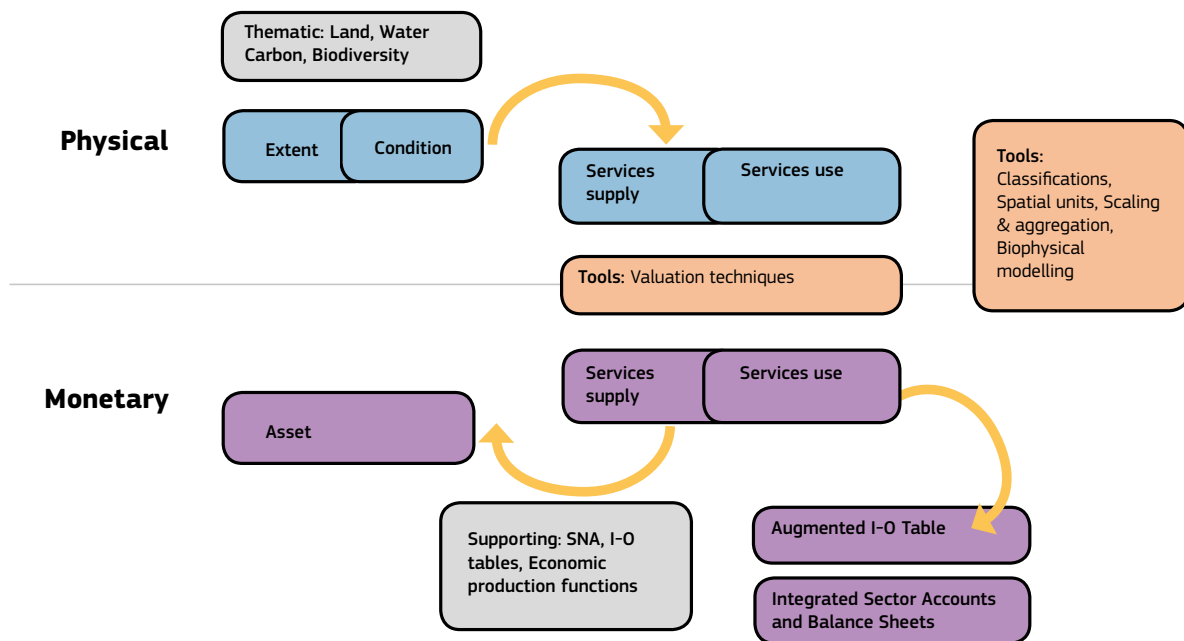 Thematic: Land, Water
Carbon, Biodiversity
Physical
Extent
Condition
Services
supply
Services use
Tools:
Classifications,
Spatial units, Scaling
& aggregation,
Biophysical
modelling
Tools: Valuation techniques
Monetary
Services
supply
Services use
Asset
Supporting: SNA, I-O
tables, Economic
production functions
Augmented I-O Table
Integrated Sector Accounts
and Balance Sheets